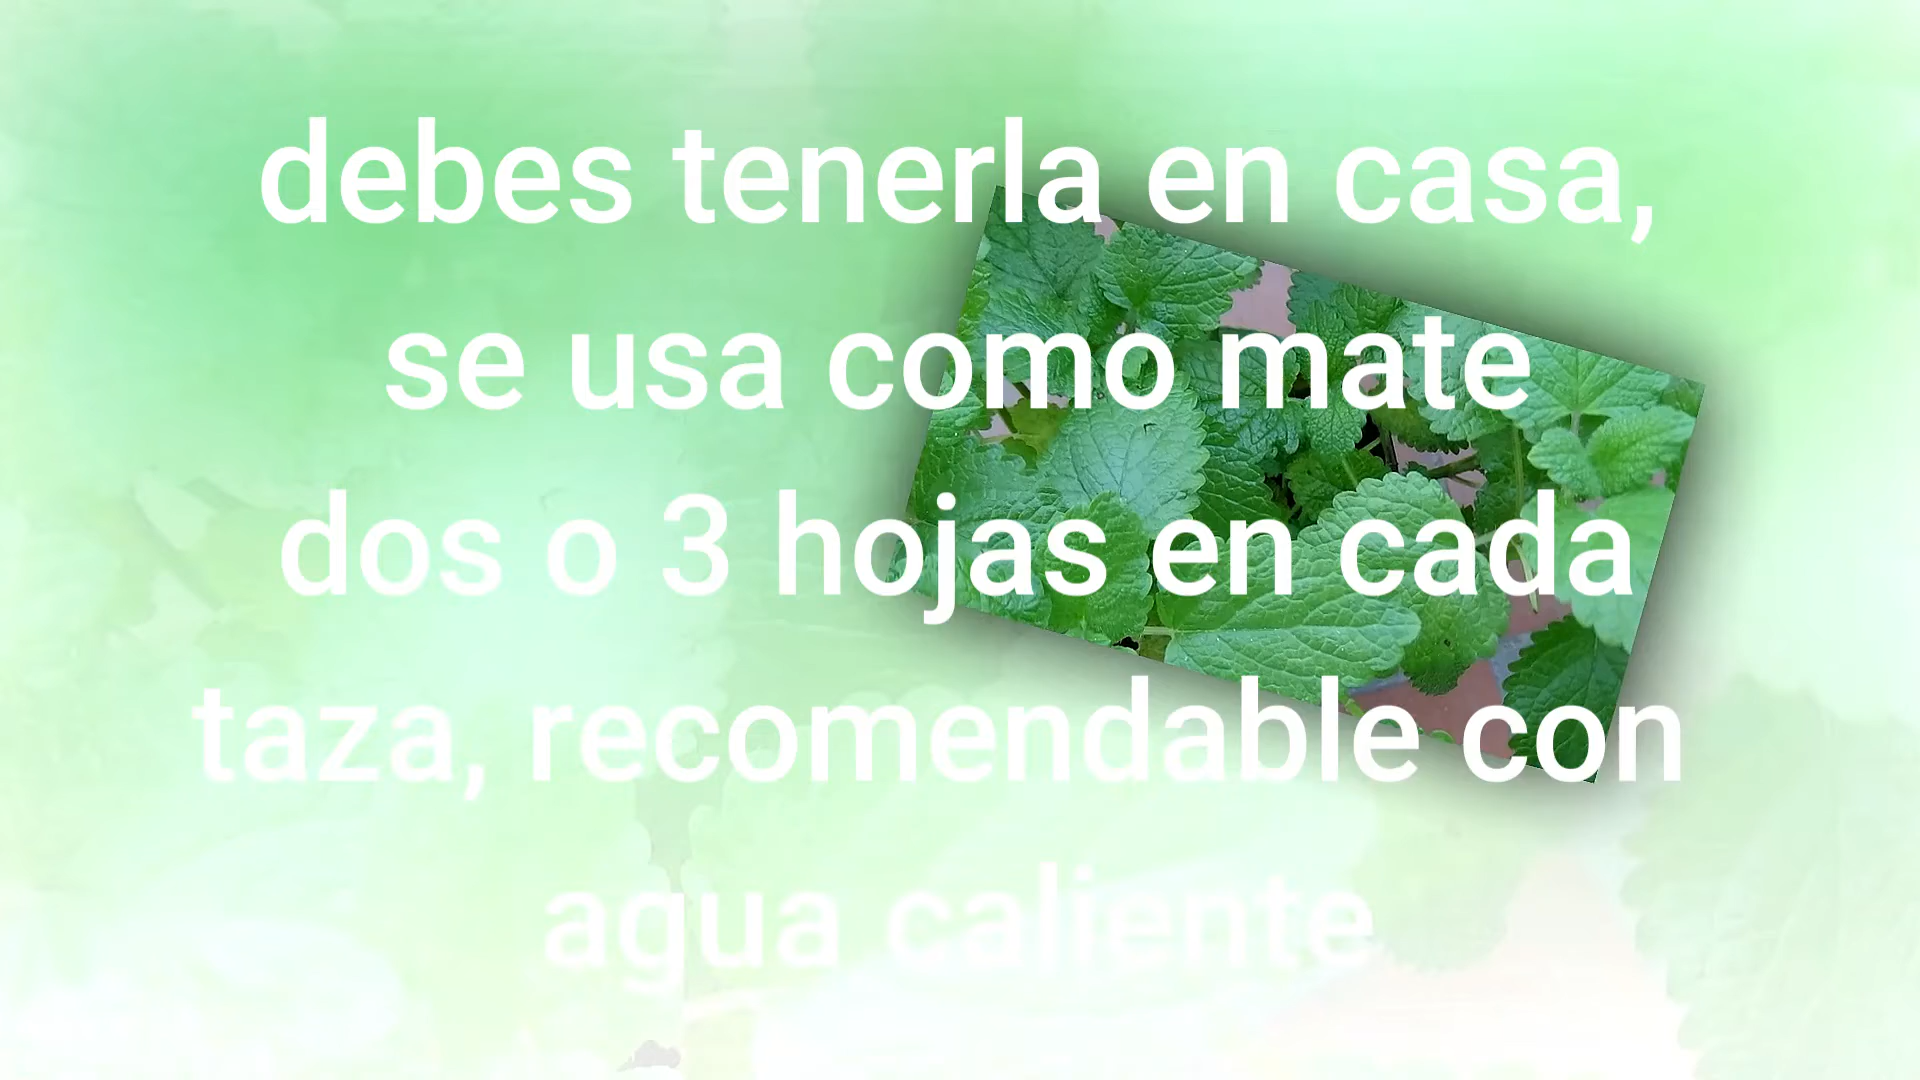 debes tenerla en casa,
se usa como mate
dos o 3 hojas en cada
taza, recomendable con
agua caliente